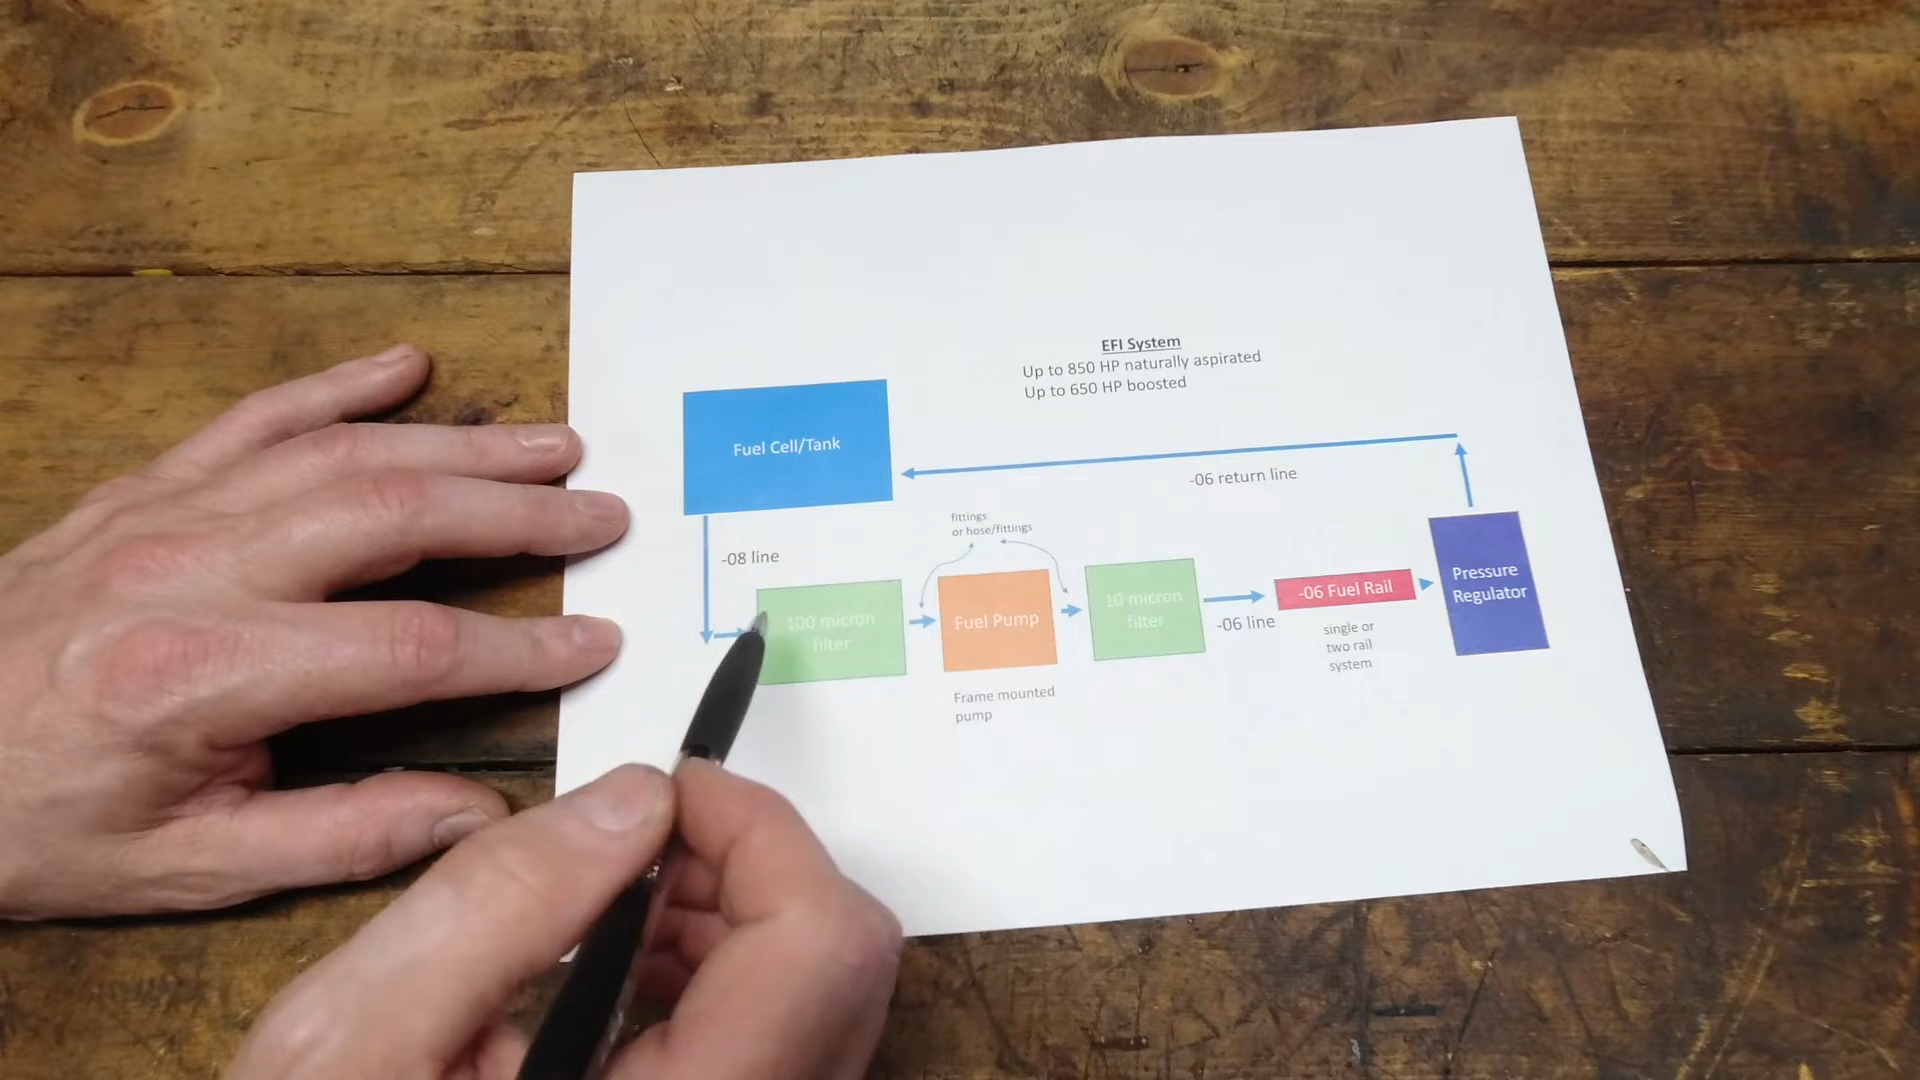 EFI System
Up to 850 HP naturally aspirated
Up to 650 HP boosted
Fuel Cell/Tank
-06 return line
fittings
or hose/fittings
-08 line
100 micron
filter
Fuel Pump
10 micron
filter
-06 line
-06 Fuel Rail
Pressure
Regulator
single or
two rail
system
Frame mounted
pump